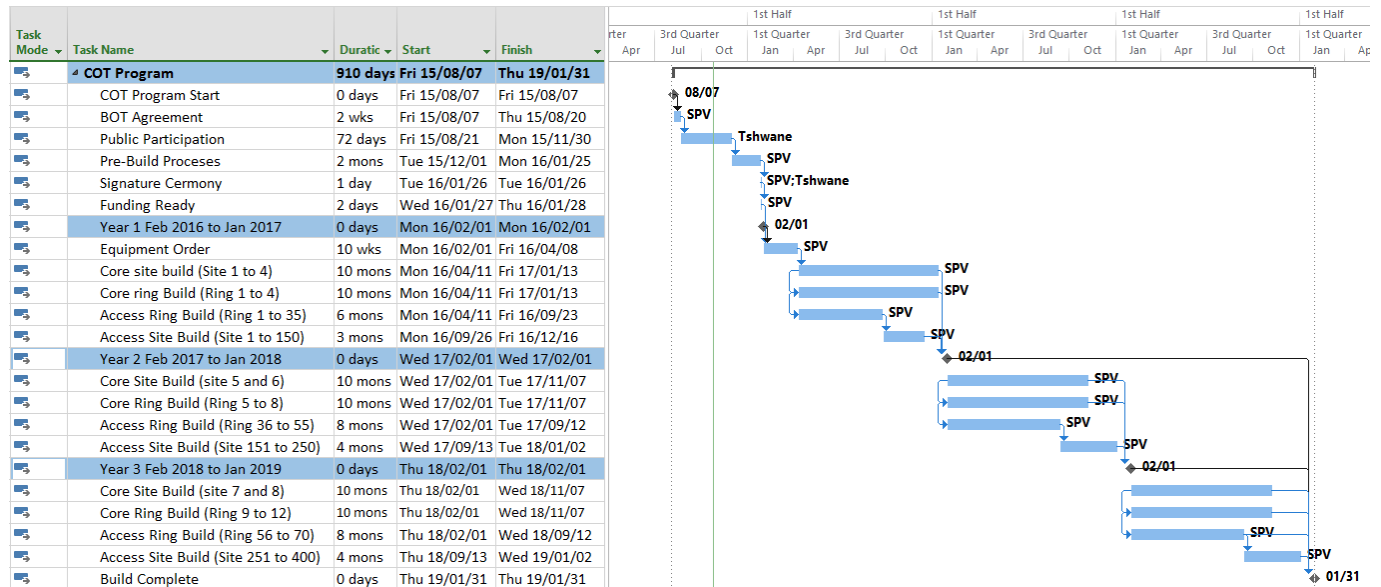 1st Half 1st Half 1st Half 1st Half
Task
Mode Task Name Duratic Start Finish
rter 3rd Quarter 1st Quarter 3rd Quarter 1st Quarter 3rd Quarter 1st Quarter 3rd Quarter 1st Quarter
Apr Jul Oct Jan Apr Jul Oct Jan Apr Jul Oct Jan Apr Jul Oct Jan Ap
COT Program 910 days Fri 15/08/07 Thu 19/01/31
COT Program Start 0 days Fri 15/08/07 Fri 15/08/07 08/07
BOT Agreement 2 wks Fri 15/08/07 Thu 15/08/20 SPV
Public Participation 72 days Fri 15/08/21 Mon 15/11/30 Tshwane
Pre-Build Proceses 2 mons Tue 15/12/01 Mon 16/01/25 SPV
Signature Cermony 1 day Tue 16/01/26 Tue 16/01/26 SPV;Tshwane
Funding Ready 2 days Wed 16/01/27 Thu 16/01/28 SPV
Year 1 Feb 2016 to Jan 2017 0 days Mon 16/02/01 Mon 16/02/01 02/01
Equipment Order 10 wks Mon 16/02/01 Fri 16/04/08 SPV
Core site build (Site 1 to 4) 10 mons Mon 16/04/11 Fri 17/01/13 SPV
Core ring Build (Ring 1 to 4) 10 mons Mon 16/04/11 Fri 17/01/13 SPV
Access Ring Build (Ring 1 to 35) 6 mons Mon 16/04/11 Fri 16/09/23 SPV
Access Site Build (Site 1 to 150) 3 mons Mon 16/09/26 Fri 16/12/16 SPV
Year 2 Feb 2017 to Jan 2018 0 days Wed 17/02/01 Wed 17/02/01 02/01
Core Site Build (site 5 and 6) 10 mons Wed 17/02/01 Tue 17/11/07 SPV
Core Ring Build (Ring 5 to 8) 10 mons Wed 17/02/01 Tue 17/11/07 SPV
Access Ring Build (Ring 36 to 55) 8 mons Wed 17/02/01 Tue 17/09/12 SPV
Access Site Build (Site 151 to 250) 4 mons Wed 17/09/13 Tue 18/01/02 SPV
Year 3 Feb 2018 to Jan 2019 0 days Thu 18/02/01 Thu 18/02/01 02/01
Core Site Build (site 7 and 8) 10 mons Thu 18/02/01 Wed 18/11/07
Core Ring Build (Ring 9 to 12) 10 mons Thu 18/02/01 Wed 18/11/07
Access Ring Build (Ring 56 to 70) 8 mons Thu 18/02/01 Wed 18/09/12 SPV
Access Site Build (Site 251 to 400) 4 mons Thu 18/09/13 Wed 19/01/02 SPV
Build Complete 0 days Thu 19/01/31 Thu 19/01/31 01/31